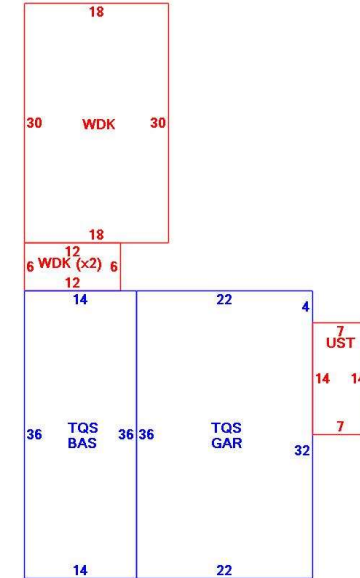 18
30 WDK 30
18
12
6 WDK (x2) 6
12
14 22 4
7
UST
14 14
36 TQS 36 36 TQS
BAS GAR
7
32
14 22